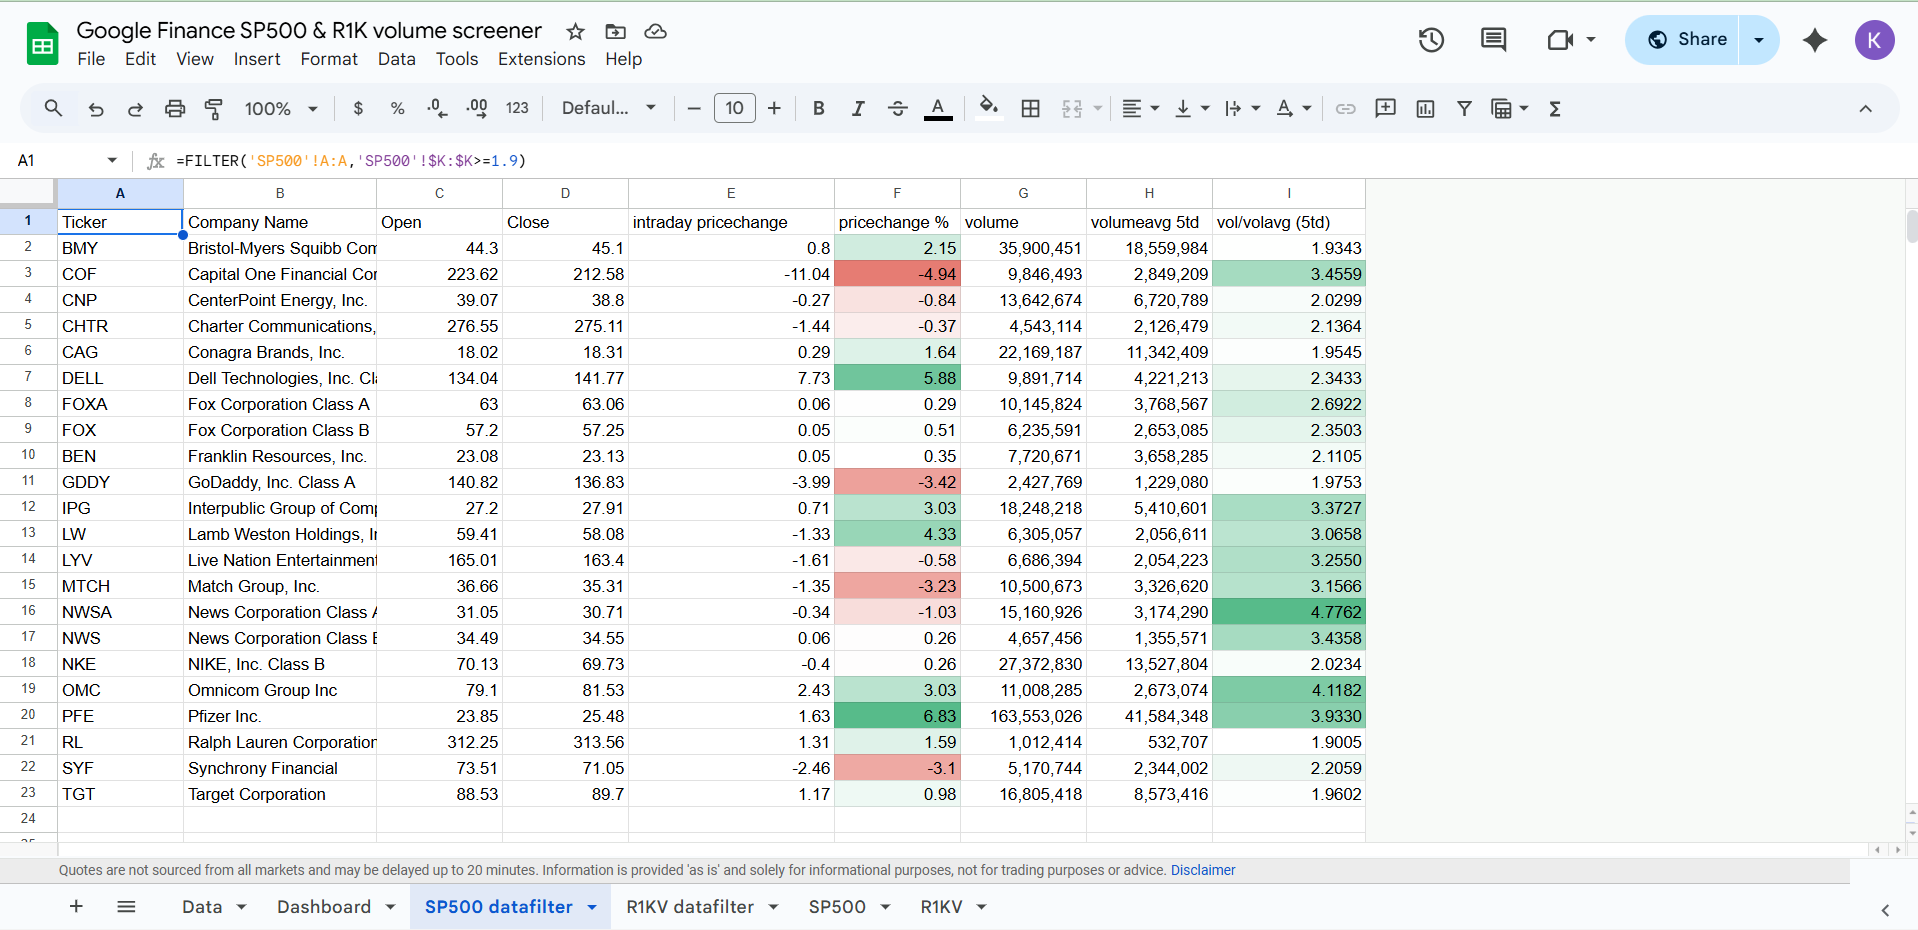 Google Finance SP500 & R1K volume screener
File Edit View Insert Format Data Tools Extensions Help
Share
K
100% $ % .0 .00 123 Defaul... 10 B I A
A1 =FILTER('SP500'!A:A,'SP500'!$K:$K>=1.9)
A B C D E F G H I
1 Ticker Company Name Open Close intraday pricechange pricechange % volume volumeavg 5td vol/volavg (5td)
2 BMY Bristol-Myers Squibb Com 44.3 45.1 0.8 2.15 35,900,451 18,559,984 1.9343
3 COF Capital One Financial Cor 223.62 212.58 -11.04 -4.94 9,846,493 2,849,209 3.4559
4 CNP CenterPoint Energy, Inc. 39.07 38.8 -0.27 -0.84 13,642,674 6,720,789 2.0299
5 CHTR Charter Communications, 276.55 275.11 -1.44 -0.37 4,543,114 2,126,479 2.1364
6 CAG Conagra Brands, Inc. 18.02 18.31 0.29 1.64 22,169,187 11,342,409 1.9545
7 DELL Dell Technologies, Inc. Cla 134.04 141.77 7.73 5.88 9,891,714 4,221,213 2.3433
8 FOXA Fox Corporation Class A 63 63.06 0.06 0.29 10,145,824 3,768,567 2.6922
9 FOX Fox Corporation Class B 57.2 57.25 0.05 0.51 6,235,591 2,653,085 2.3503
10 BEN Franklin Resources, Inc. 23.08 23.13 0.05 0.35 7,720,671 3,658,285 2.1105
11 GDDY GoDaddy, Inc. Class A 140.82 136.83 -3.99 -3.42 2,427,769 1,229,080 1.9753
12 IPG Interpublic Group of Comp 27.2 27.91 0.71 3.03 18,248,218 5,410,601 3.3727
13 LW Lamb Weston Holdings, In 59.41 58.08 -1.33 4.33 6,305,057 2,056,611 3.0658
14 LYV Live Nation Entertainment 165.01 163.4 -1.61 -0.58 6,686,394 2,054,223 3.2550
15 MTCH Match Group, Inc. 36.66 35.31 -1.35 -3.23 10,500,673 3,326,620 3.1566
16 NWSA News Corporation Class A 31.05 30.71 -0.34 -1.03 15,160,926 3,174,290 4.7762
17 NWS News Corporation Class B 34.49 34.55 0.06 0.26 4,657,456 1,355,571 3.4358
18 NKE NIKE, Inc. Class B 70.13 69.73 -0.4 0.26 27,372,830 13,527,804 2.0234
19 OMC Omnicom Group Inc 79.1 81.53 2.43 3.03 11,008,285 2,673,074 4.1182
20 PFE Pfizer Inc. 23.85 25.48 1.63 6.83 163,553,026 41,584,348 3.9330
21 RL Ralph Lauren Corporation 312.25 313.56 1.31 1.59 1,012,414 532,707 1.9005
22 SYF Synchrony Financial 73.51 71.05 -2.46 -3.1 5,170,744 2,344,002 2.2059
23 TGT Target Corporation 88.53 89.7 1.17 0.98 16,805,418 8,573,416 1.9602
24
Quotes are not sourced from all markets and may be delayed up to 20 minutes. Information is provided 'as is' and solely for informational purposes, not for trading purposes or advice. Disclaimer
Data Dashboard SP500 datafilter R1KV datafilter SP500 R1KV